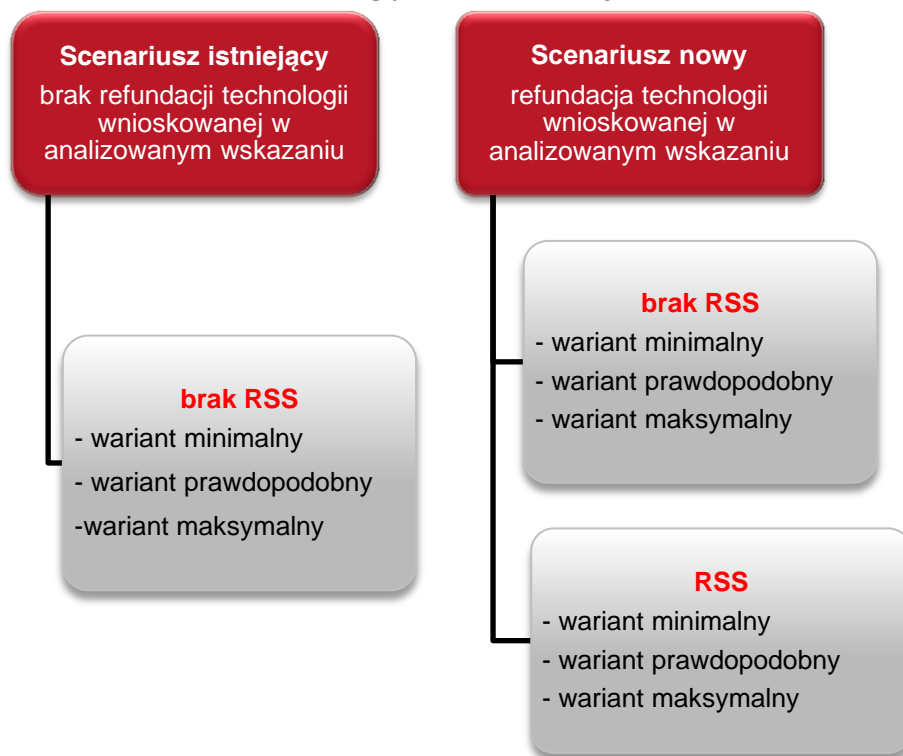 Scenariusz istniejący
brak refundacji technologii
wnioskowanej w
analizowanym wskazaniu
brak RSS
- wariant minimalny
- wariant prawdopodobny
-wariant maksymalny
Scenariusz nowy
refundacja technologii
wnioskowanej w
analizowanym wskazaniu
brak RSS
- wariant minimalny
- wariant prawdopodobny
- wariant maksymalny
RSS
- wariant minimalny
- wariant prawdopodobny
- wariant maksymalny